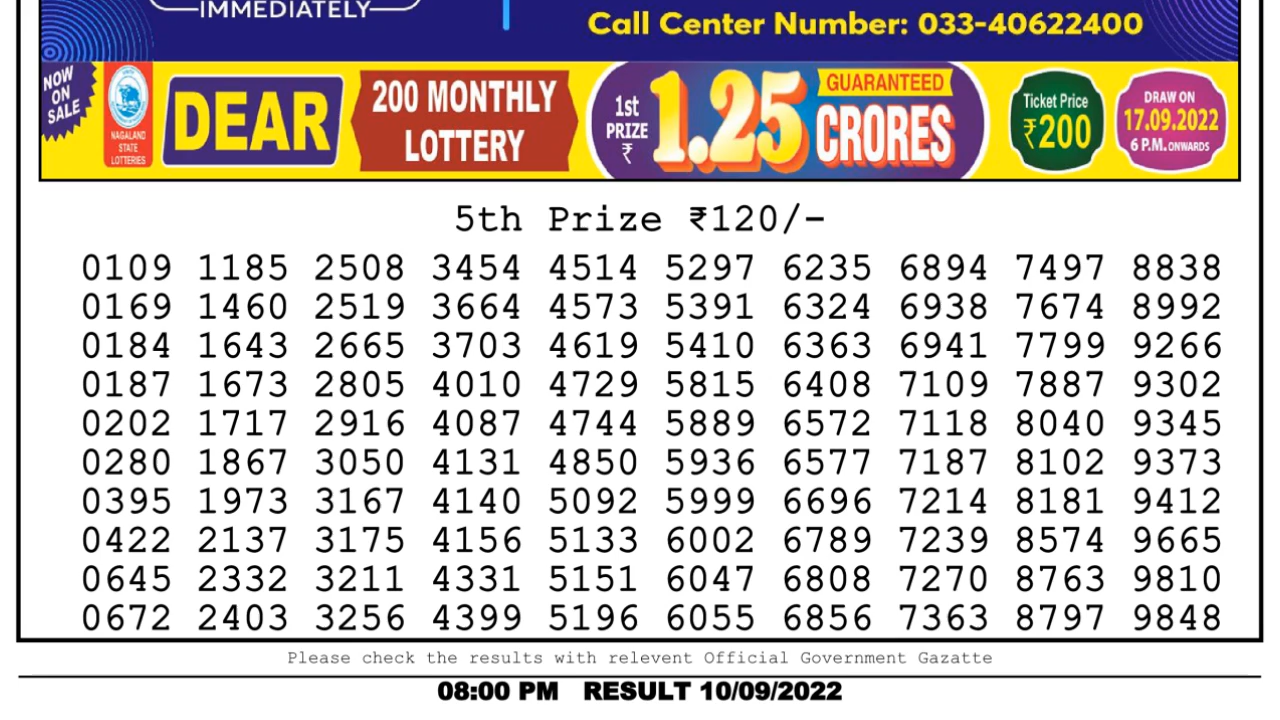 IMMEDIATELY
Call Center Number: 033-40622400
NOW
ON
SALE
NAGALAND
STATE
LOTTERIES
DEAR
200 MONTHLY
LOTTERY
1st
PRIZE
₹
1.25
GUARANTEED
CRORES
Ticket Price
₹200
DRAW ON
17.09.2022
6 P.M. ONWARDS
5th Prize ₹120/-
0109 1185 2508 3454 4514 5297 6235 6894 7497 8838
0169 1460 2519 3664 4573 5391 6324 6938 7674 8992
0184 1643 2665 3703 4619 5410 6363 6941 7799 9266
0187 1673 2805 4010 4729 5815 6408 7109 7887 9302
0202 1717 2916 4087 4744 5889 6572 7118 8040 9345
0280 1867 3050 4131 4850 5936 6577 7187 8102 9373
0395 1973 3167 4140 5092 5999 6696 7214 8181 9412
0422 2137 3175 4156 5133 6002 6789 7239 8574 9665
0645 2332 3211 4331 5151 6047 6808 7270 8763 9810
0672 2403 3256 4399 5196 6055 6856 7363 8797 9848
Please check the results with relevent Official Government Gazatte
08:00 PM RESULT 10/09/2022